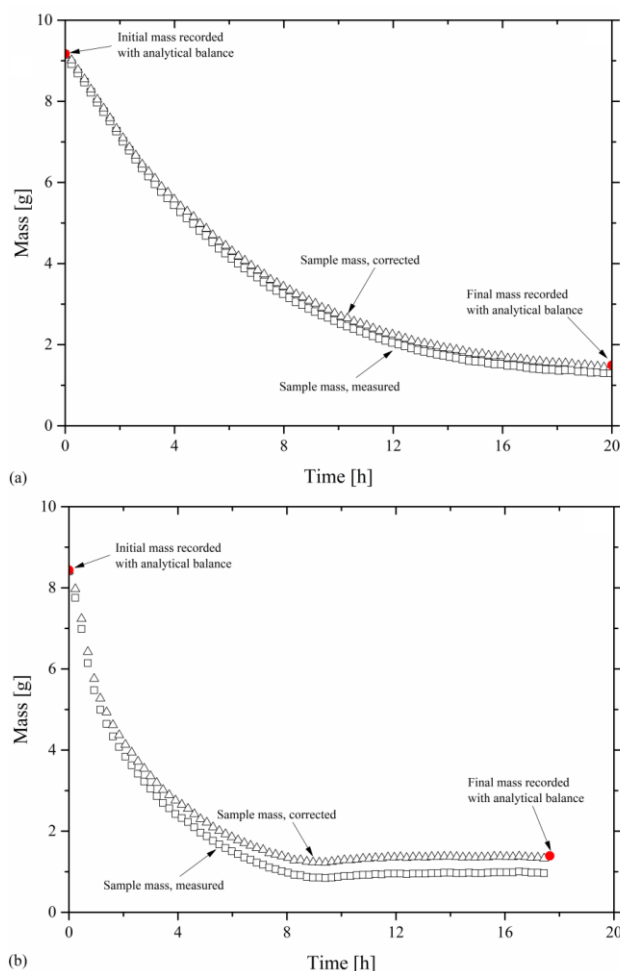 10
Initial mass recorded
with analytical balance
8
6
Mass [g]
4
Sample mass, corrected
Final mass recorded
with analytical balance
2
Sample mass, measured
0
0 4 8 12 16 20
Time [h]
(a)
10
Initial mass recorded
with analytical balance
8
6
Mass [g]
4
Final mass recorded
with analytical balance
Sample mass, corrected
2
Sample mass, measured
0
0 4 8 12 16 20
Time [h]
(b)